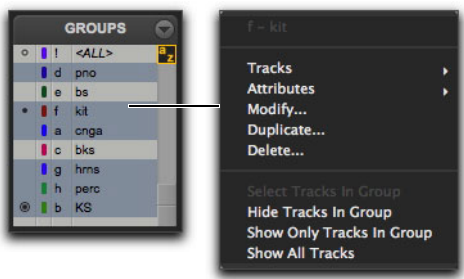 GROUPS
a z
! <ALL>
d pno
e bs
f kit
a cnga
c bks
g hrns
h perc
b KS
f – kit
Tracks
Attributes
Modify...
Duplicate...
Delete...
Select Tracks In Group
Hide Tracks In Group
Show Only Tracks In Group
Show All Tracks